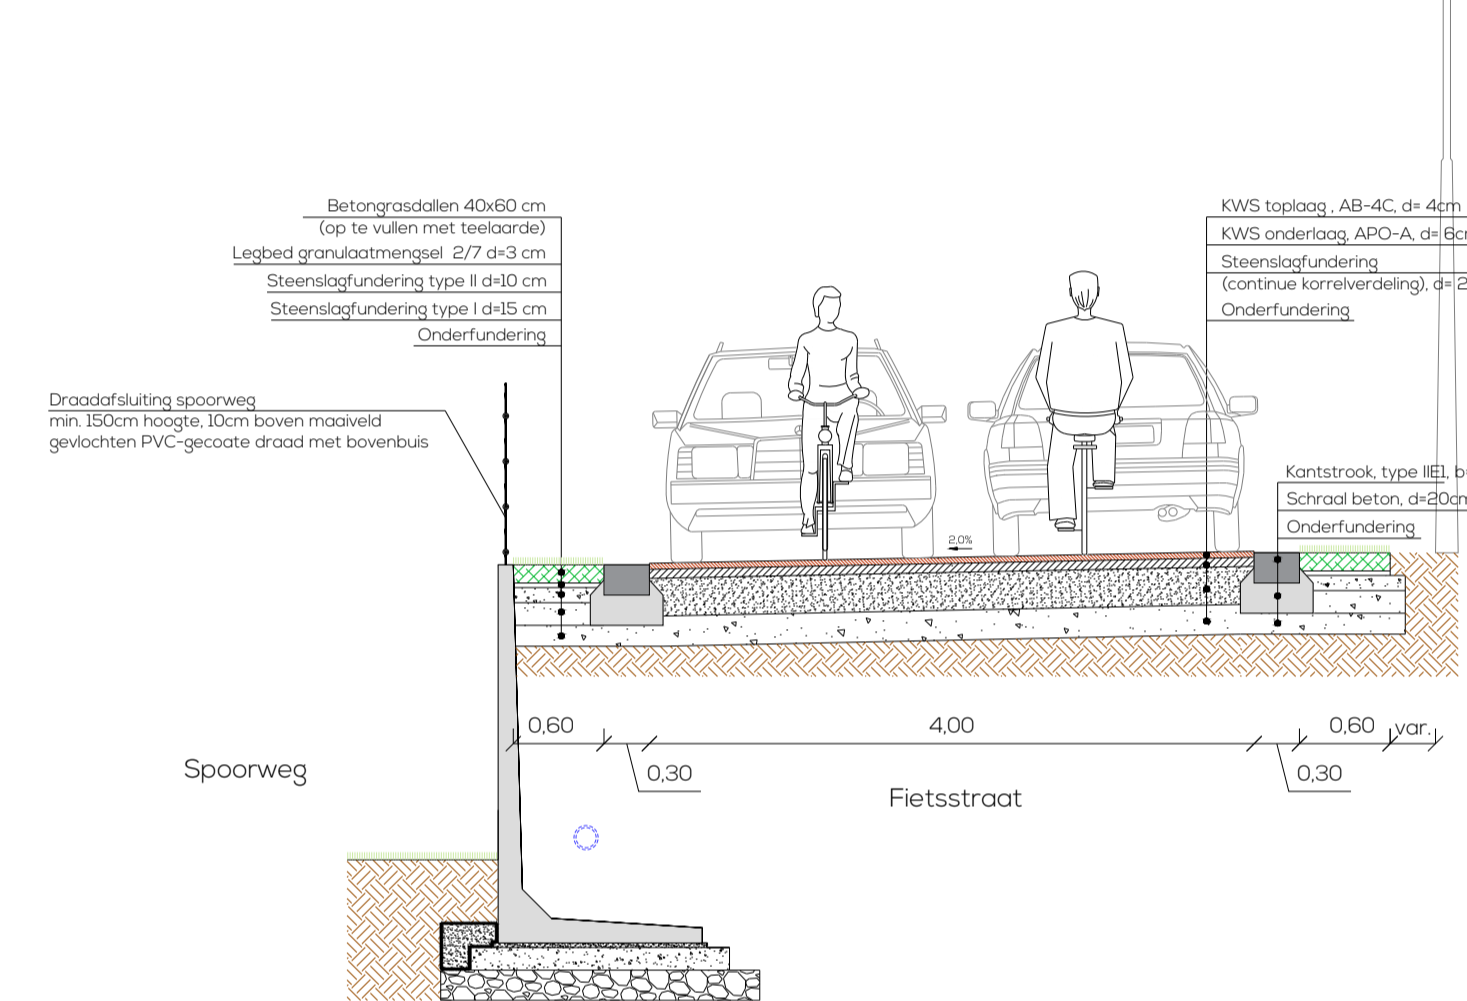 Betongrasdallen 40x60 cm
(op te vullen met teelaarde)
Legbed granulaatmengsel 2/7 d=3 cm
Steenslagfundering type II d=10 cm
Steenslagfundering type I d=15 cm
Onderfundering
KWS toplaag , AB-4C, d= 4cm
KWS onderlaag, APO-A, d= 6c
Steenslagfundering
(continue korrelverdeling), d= 2
Onderfundering
Draadafsluiting spoorweg
min. 150cm hoogte, 10cm boven maaiveld
gevlochten PVC-gecoate draad met bovenbuis
Kantstrook, type IIE1, b=
Schraal beton, d=20cm
Onderfundering
2,0%
0,60
4,00
0,60
var.
0,30
0,30
Spoorweg
Fietsstraat